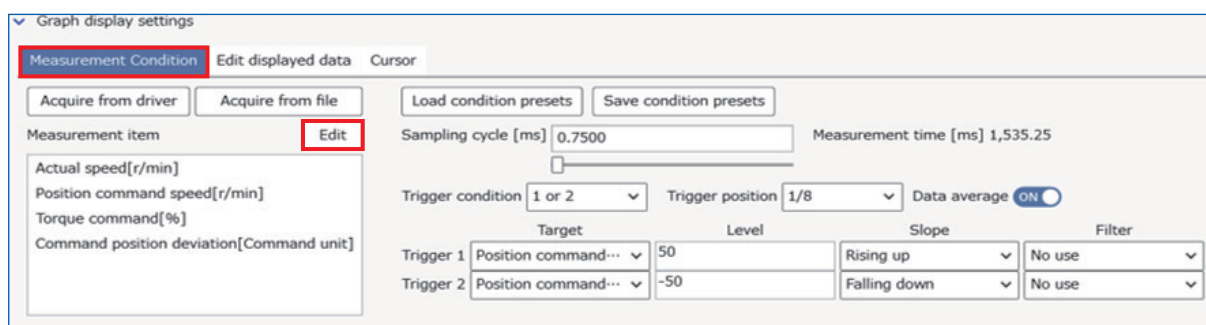 Graph display settings
Measurement Condition Edit displayed data Cursor
Acquire from driver Acquire from file Load condition presets Save condition presets
Measurement item Edit Sampling cycle [ms] 0.7500 Measurement time [ms] 1,535.25
Actual speed[r/min]
Position command speed[r/min]
Torque command[%]
Command position deviation[Command unit]
Trigger condition 1 or 2 Trigger position 1/8 Data average ON
Target Level Slope Filter
Trigger 1 Position command··· 50 Rising up No use
Trigger 2 Position command··· -50 Falling down No use